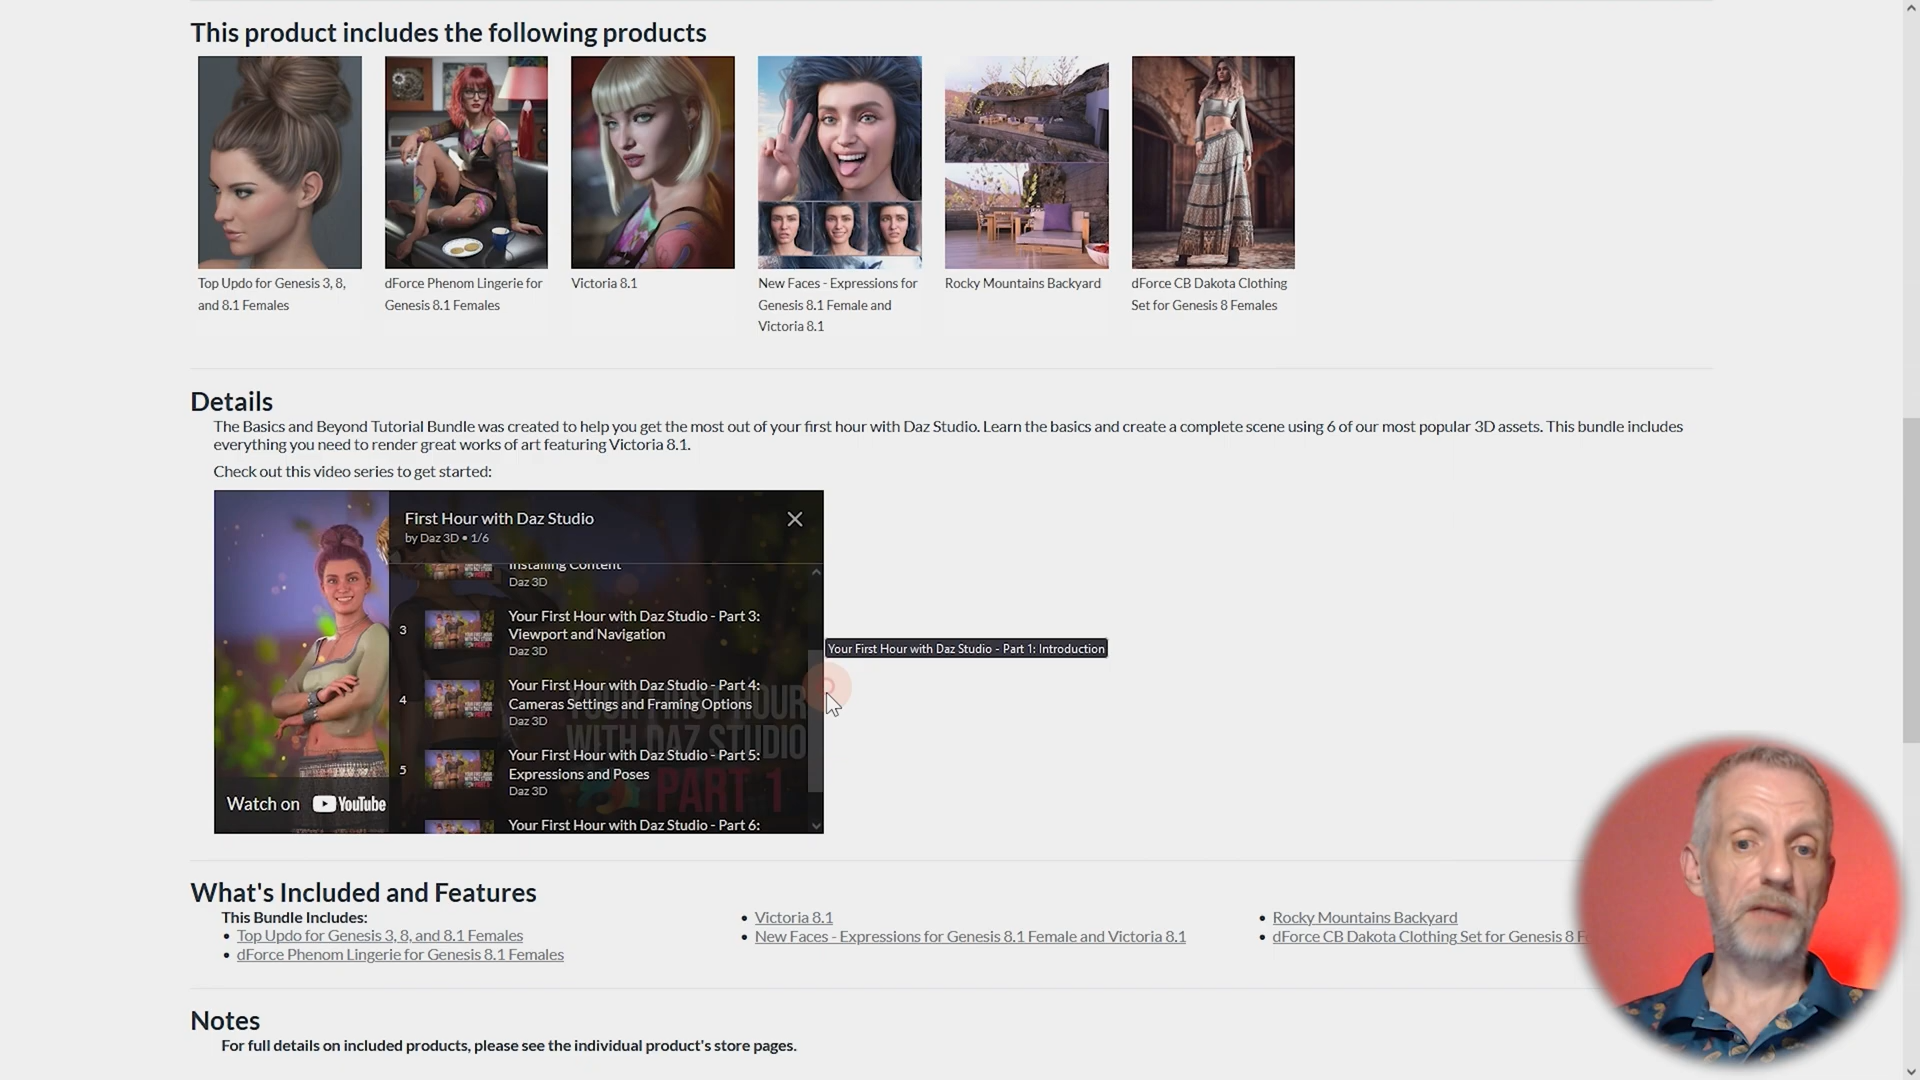 This product includes the following products
Top Updo for Genesis 3, 8,
and 8.1 Females
dForce Phenom Lingerie for
Genesis 8.1 Females
Victoria 8.1
New Faces - Expressions for
Genesis 8.1 Female and
Victoria 8.1
Rocky Mountains Backyard
dForce CB Dakota Clothing
Set for Genesis 8 Females
Details
The Basics and Beyond Tutorial Bundle was created to help you get the most out of your first hour with Daz Studio. Learn the basics and create a complete scene using 6 of our most popular 3D assets. This bundle includes
everything you need to render great works of art featuring Victoria 8.1.
Check out this video series to get started:
First Hour with Daz Studio
by Daz 3D • 1/6
Installing Content
Daz 3D
3
Your First Hour with Daz Studio - Part 3:
Viewport and Navigation
Daz 3D
Your First Hour with Daz Studio - Part 1: Introduction
4
Your First Hour with Daz Studio - Part 4:
Cameras Settings and Framing Options
Daz 3D
YOUR FIRST HOUR
WITH DAZ STUDIO
PART 1
5
Your First Hour with Daz Studio - Part 5:
Expressions and Poses
Daz 3D
Your First Hour with Daz Studio - Part 6:
Watch on YouTube
What's Included and Features
This Bundle Includes:
• Top Updo for Genesis 3, 8, and 8.1 Females
• dForce Phenom Lingerie for Genesis 8.1 Females
• Victoria 8.1
• New Faces - Expressions for Genesis 8.1 Female and Victoria 8.1
• Rocky Mountains Backyard
• dForce CB Dakota Clothing Set for Genesis 8
Notes
For full details on included products, please see the individual product's store pages.